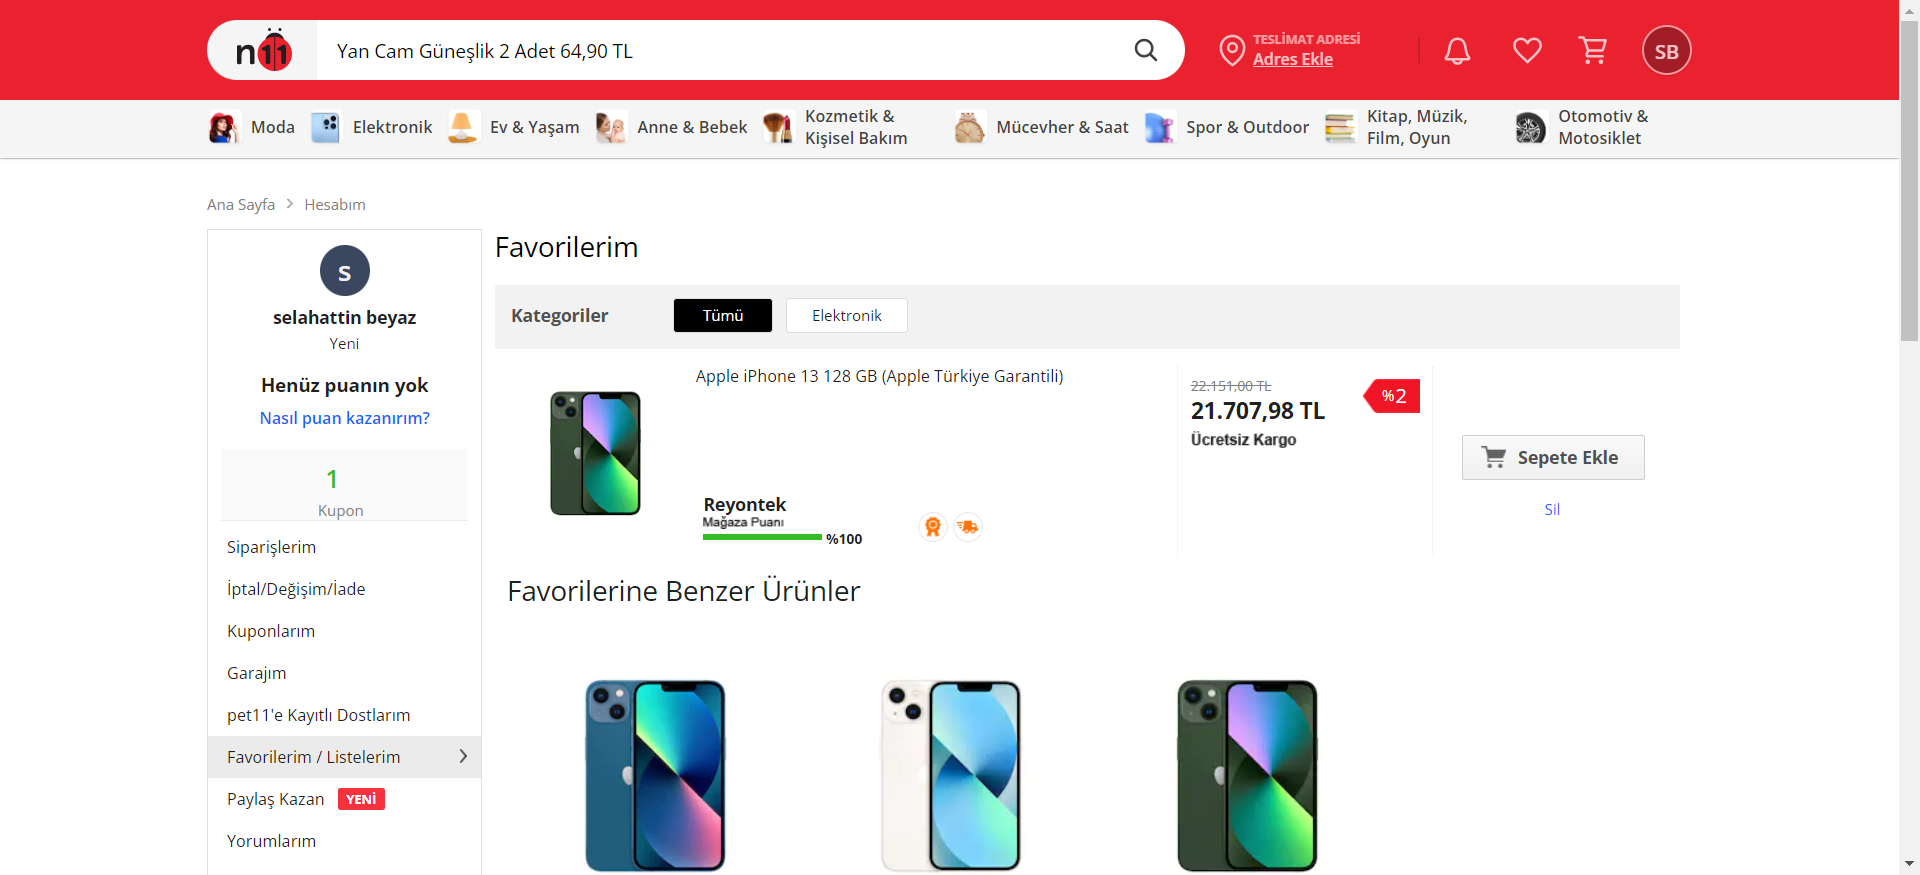 n11
Yan Cam Güneşlik 2 Adet 64,90 TL
TESLİMAT ADRESİ
Adres Ekle
SB
Moda
Elektronik
Ev & Yaşam
Anne & Bebek
Kozmetik &
Kişisel Bakım
Mücevher & Saat
Spor & Outdoor
Kitap, Müzik,
Film, Oyun
Otomotiv &
Motosiklet
Ana Sayfa > Hesabım
s
selahattin beyaz
Yeni
Henüz puanın yok
Nasıl puan kazanırım?
1
Kupon
Siparişlerim
İptal/Değişim/İade
Kuponlarım
Garajım
pet11'e Kayıtlı Dostlarım
Favorilerim / Listelerim
Paylaş Kazan YENİ
Yorumlarım
Favorilerim
Kategoriler
Tümü
Elektronik
Apple iPhone 13 128 GB (Apple Türkiye Garantili)
Reyontek
Mağaza Puanı
%100
22.151,00 TL
21.707,98 TL
Ücretsiz Kargo
%2
Sepete Ekle
Sil
Favorilerine Benzer Ürünler